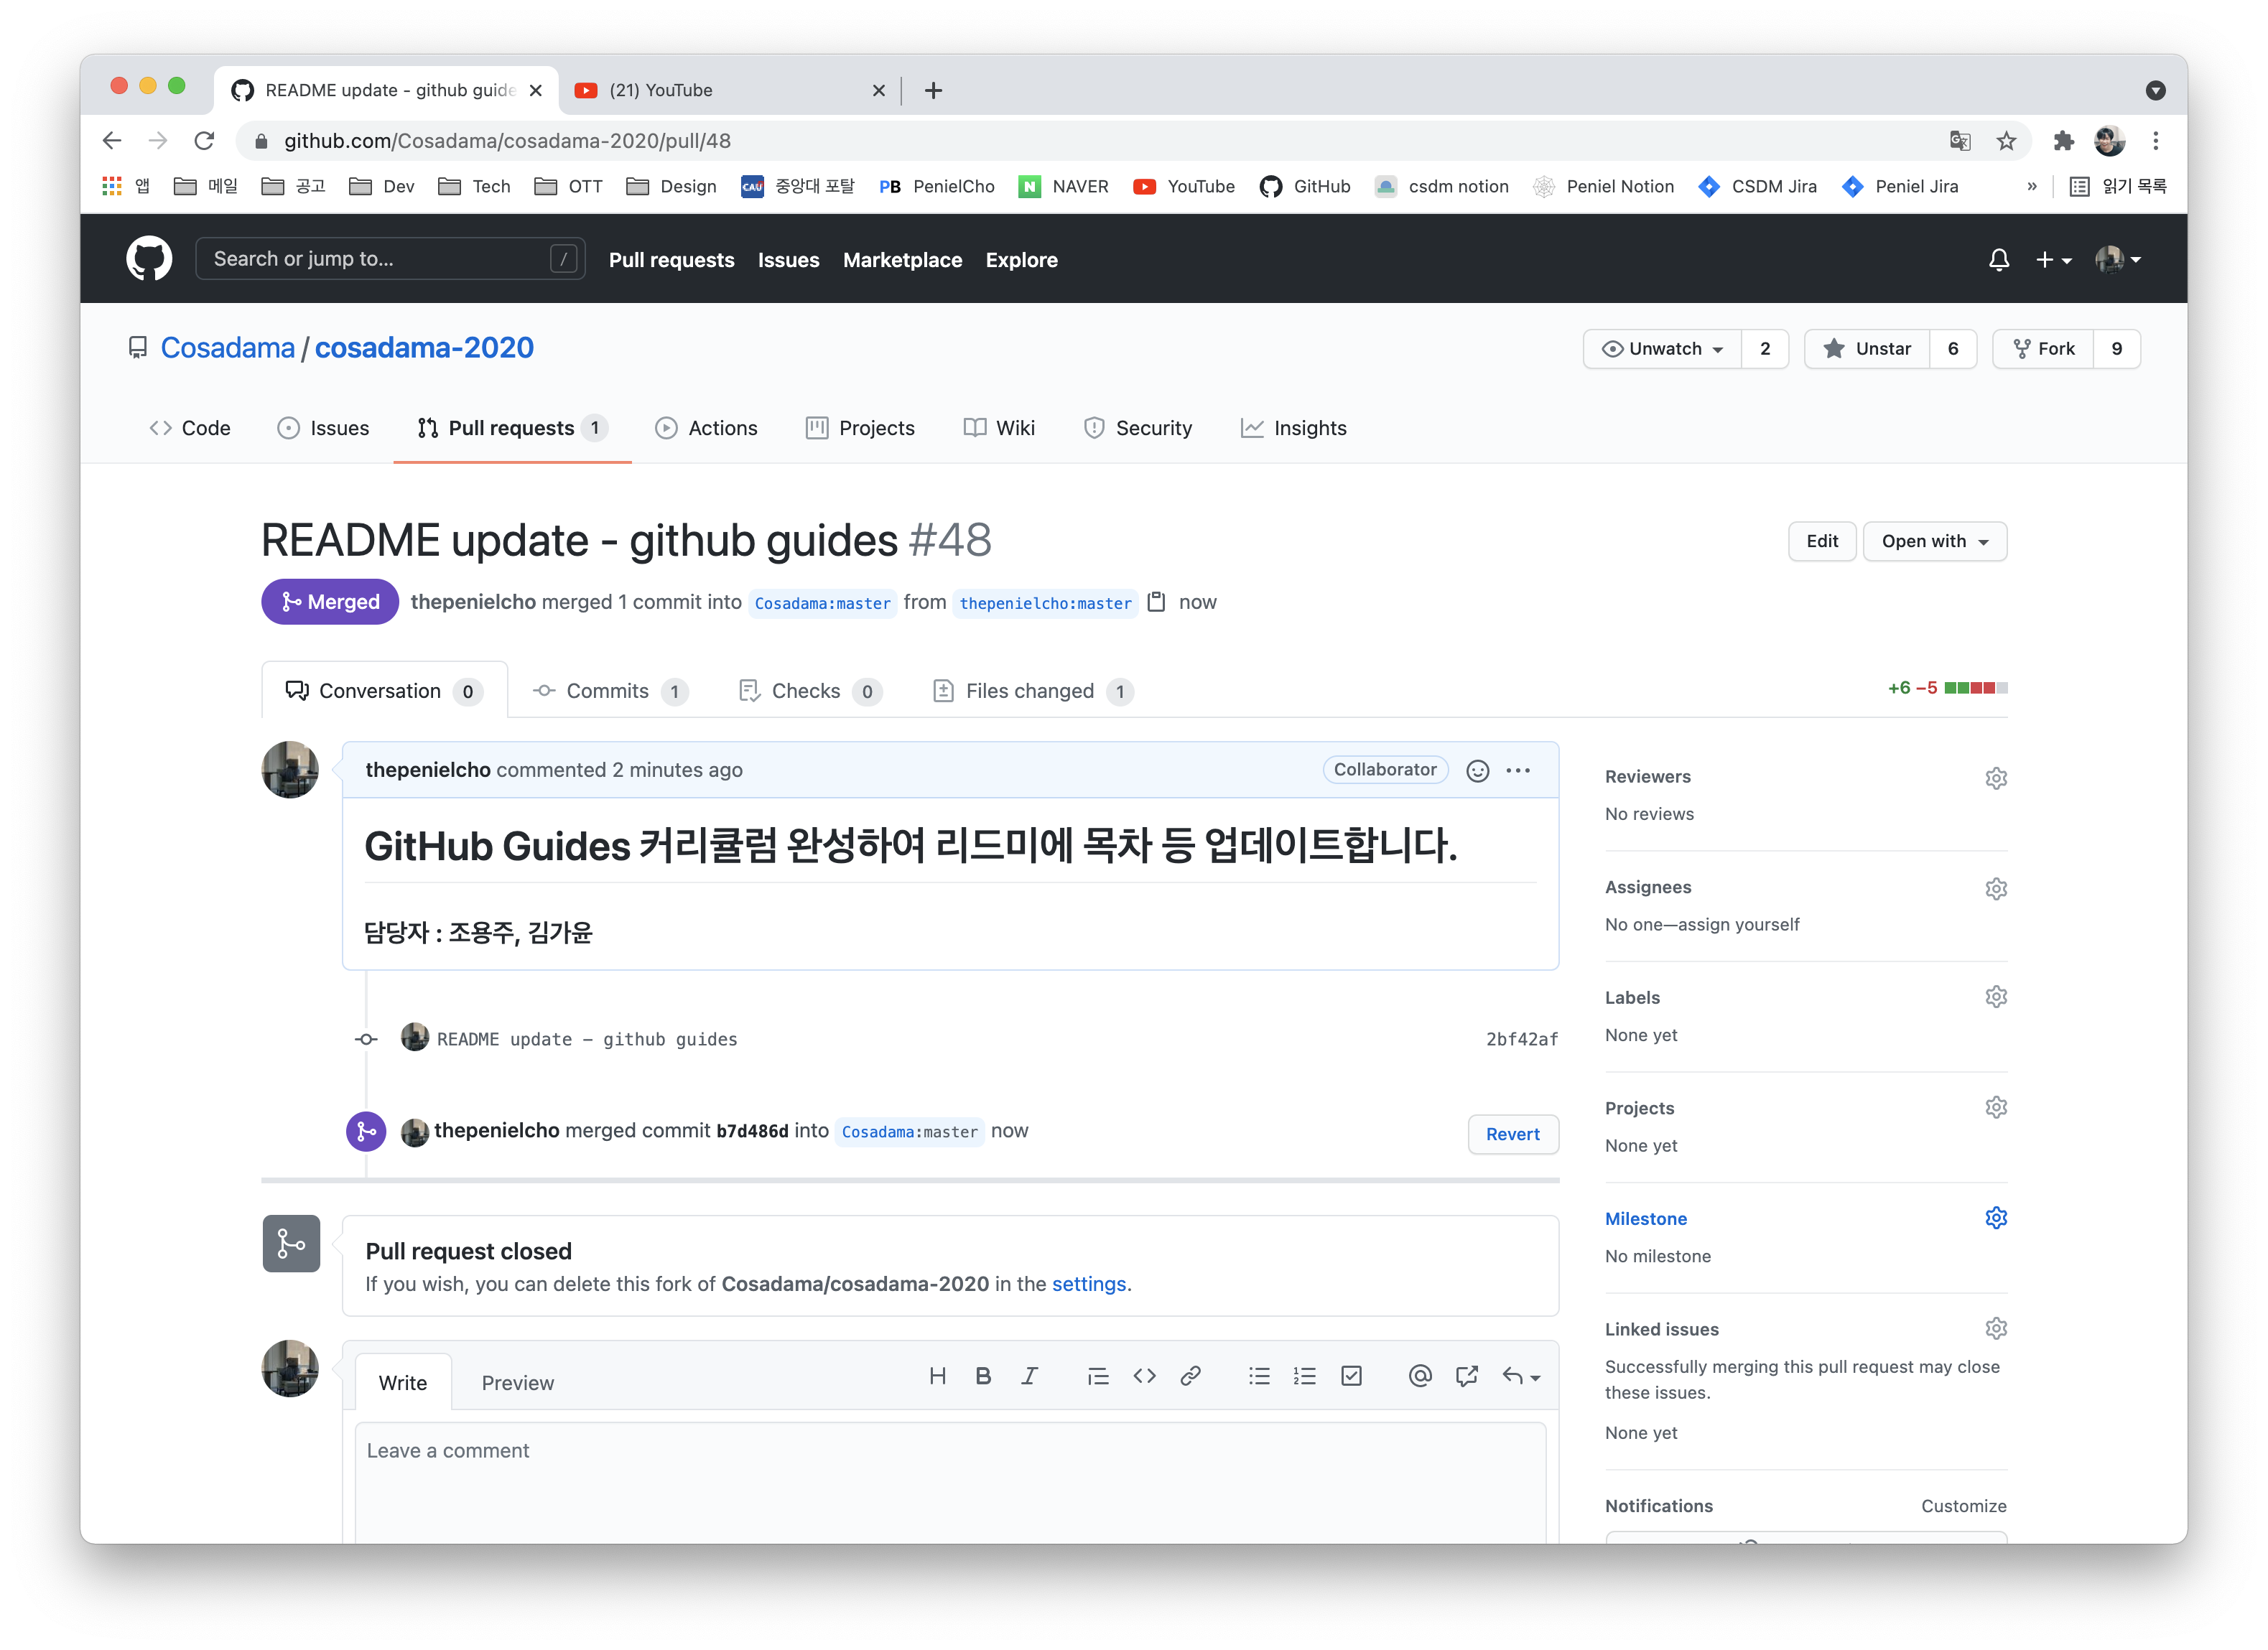 README update - github guide
(21) YouTube
github.com/Cosadama/cosadama-2020/pull/48
앱 메일 공고 Dev Tech OTT Design CAU 중앙대 포탈 PB PenielCho N NAVER YouTube GitHub csdm notion Peniel Notion CSDM Jira Peniel Jira » 읽기 목록
Search or jump to... / Pull requests Issues Marketplace Explore
Cosadama / cosadama-2020
Unwatch 2 Unstar 6 Fork 9
Code Issues Pull requests 1 Actions Projects Wiki Security Insights
README update - github guides #48
Edit Open with
Merged thepenielcho merged 1 commit into Cosadama:master from thepenielcho:master now
Conversation 0 Commits 1 Checks 0 Files changed 1
+6 −5
thepenielcho commented 2 minutes ago
Collaborator
GitHub Guides 커리큘럼 완성하여 리드미에 목차 등 업데이트합니다.
담당자 : 조용주, 김가윤
README update - github guides 2bf42af
thepenielcho merged commit b7d486d into Cosadama:master now
Revert
Pull request closed
If you wish, you can delete this fork of Cosadama/cosadama-2020 in the settings.
Write Preview
Leave a comment
Reviewers
No reviews
Assignees
No one—assign yourself
Labels
None yet
Projects
None yet
Milestone
No milestone
Linked issues
Successfully merging this pull request may close
these issues.
None yet
Notifications Customize